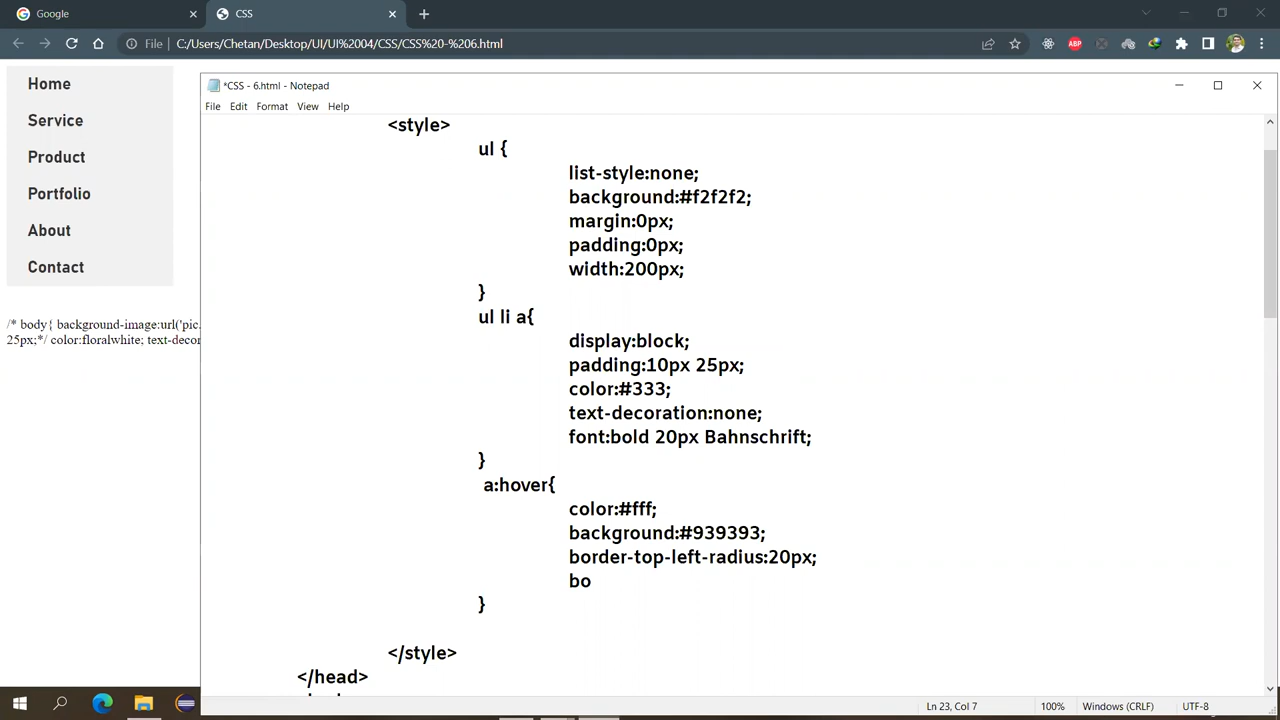 Google
CSS
File
C:/Users/Chetan/Desktop/UI/UI%2004/CSS/CSS%20-%206.html
ABP
Home
Service
Product
Portfolio
About
Contact
/* body{ background-image:url('pic.
25px;*/ color:floralwhite; text-decor
*CSS - 6.html - Notepad
File Edit Format View Help
<style>
ul {
list-style:none;
background:#f2f2f2;
margin:0px;
padding:0px;
width:200px;
}
ul li a{
display:block;
padding:10px 25px;
color:#333;
text-decoration:none;
font:bold 20px Bahnschrift;
}
a:hover{
color:#fff;
background:#939393;
border-top-left-radius:20px;
bo
}
</style>
</head>
Ln 23, Col 7
100%
Windows (CRLF)
UTF-8